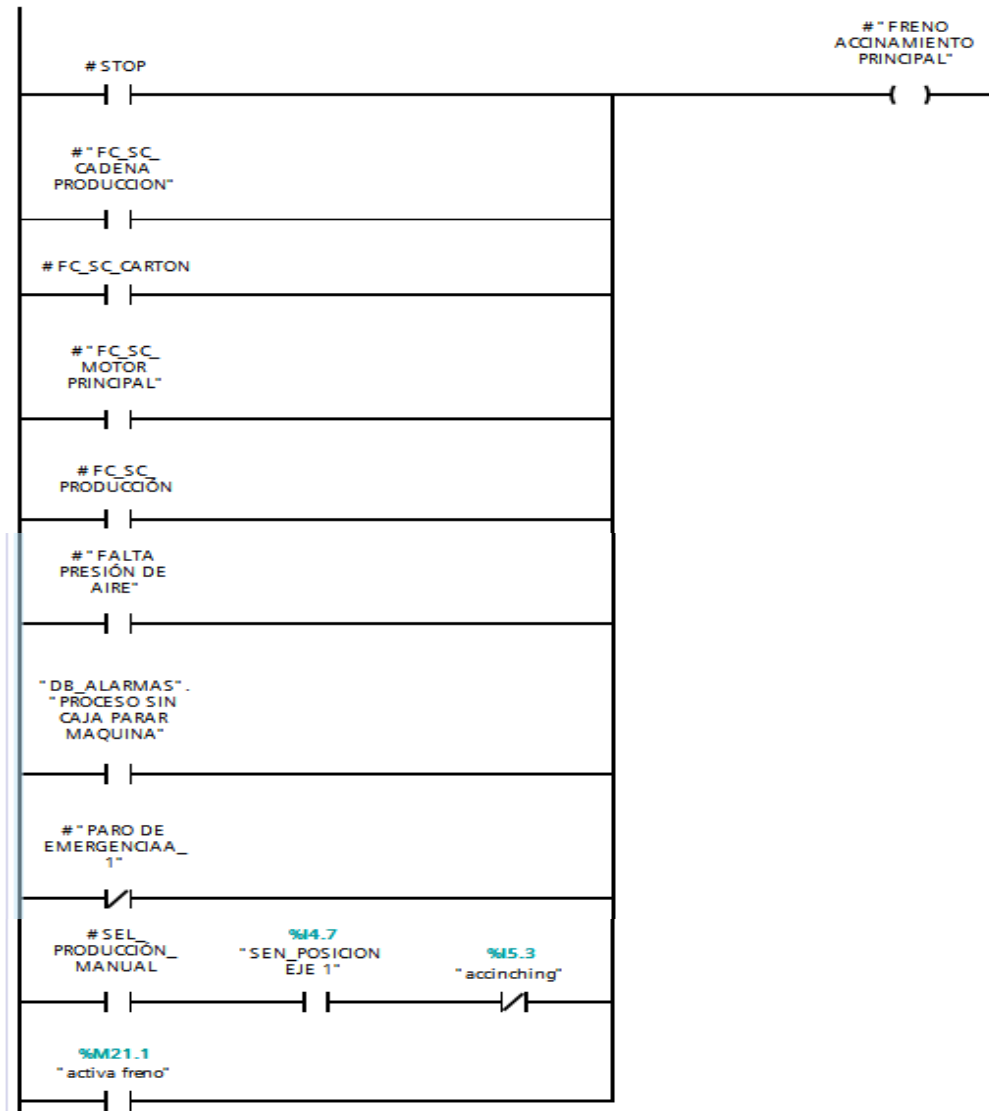 #"FRENO
ACCINAMIENTO
PRINCIPAL"
#STOP
#"FC_SC_
CADENA
PRODUCCION"
#FC_SC_CARTON
#"FC_SC_
MOTOR
PRINCIPAL"
#FC_SC_
PRODUCCIÓN
#"FALTA
PRESIÓN DE
AIRE"
"DB_ALARMAS".
"PROCESO SIN
CAJA PARAR
MAQUINA"
#"PARO DE
EMERGENCIAA_
1"
#SEL_
PRODUCCIÓN_
MANUAL
%I4.7
"SEN_POSICION
EJE 1"
%I5.3
"accinching"
%M21.1
"activa freno"